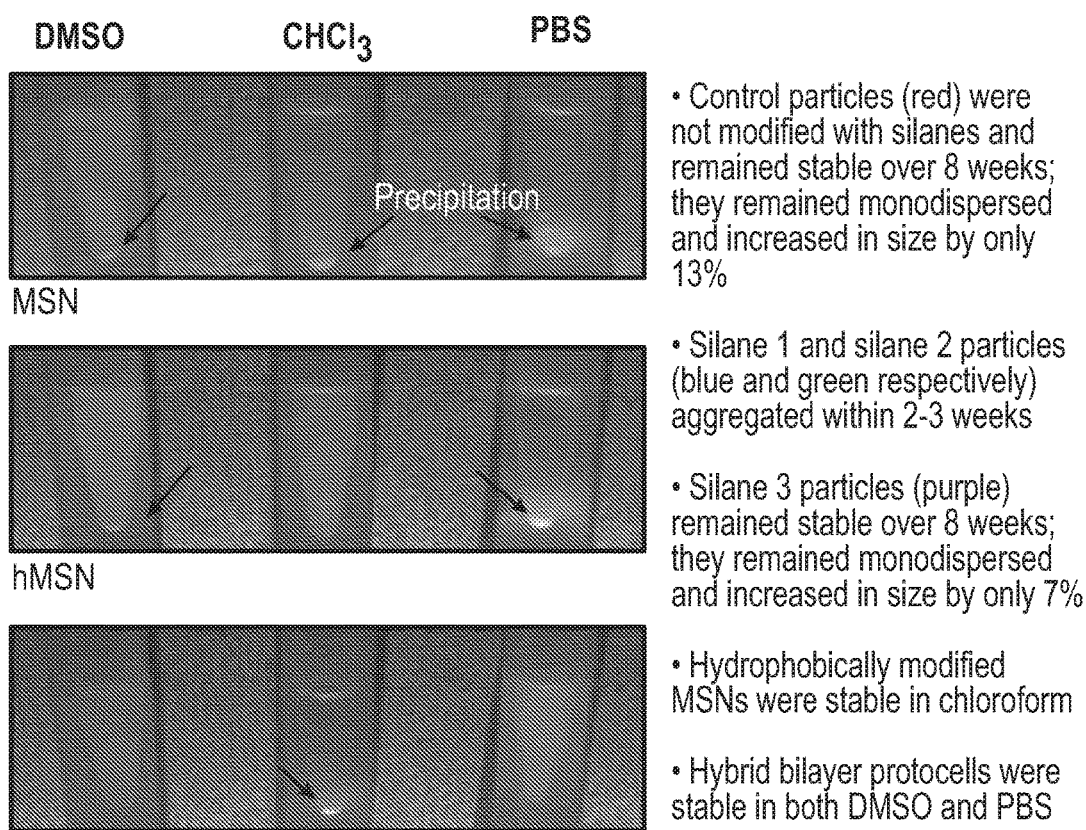 DMSO CHCl3 PBS
Precipitation
MSN
hMSN
• Control particles (red) were
not modified with silanes and
remained stable over 8 weeks;
they remained monodispersed
and increased in size by only
13%
• Silane 1 and silane 2 particles
(blue and green respectively)
aggregated within 2-3 weeks
• Silane 3 particles (purple)
remained stable over 8 weeks;
they remained monodispersed
and increased in size by only 7%
• Hydrophobically modified
MSNs were stable in chloroform
• Hybrid bilayer protocells were
stable in both DMSO and PBS